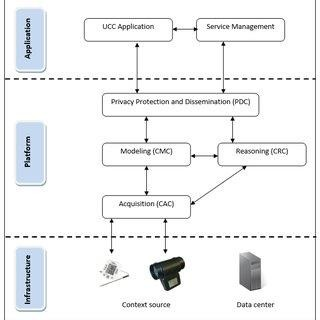 Application
UCC Application
Service Management
Platform
Privacy Protection and Dissemination (PDC)
Modeling (CMC)
Reasoning (CRC)
Acquisition (CAC)
Infrastructure
Context source
Data center